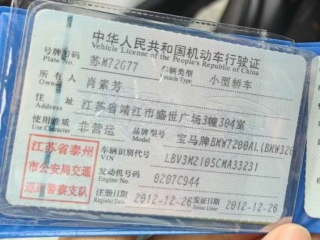 中华人民共和国机动车行驶证
Vehicle License of the People's Republic of China
号牌号码 苏M72G77 车辆类型 小型轿车
Plate No.
所有人 肖素芳
Owner
住址 江苏省靖江市盛世广场3幢304室
Address
使用性质 非营运 品牌型号 宝马牌BMW7200AL(BMW320
Use Character Model
江苏省泰州
市公安局交通
巡逻警察支队
车辆识别代号 LBV3M2105CMA33231
VIN
发动机号码 0207C944
Engine No.
注册日期 2012-12-26 发证日期 2012-12-26
Register Date Issue Date